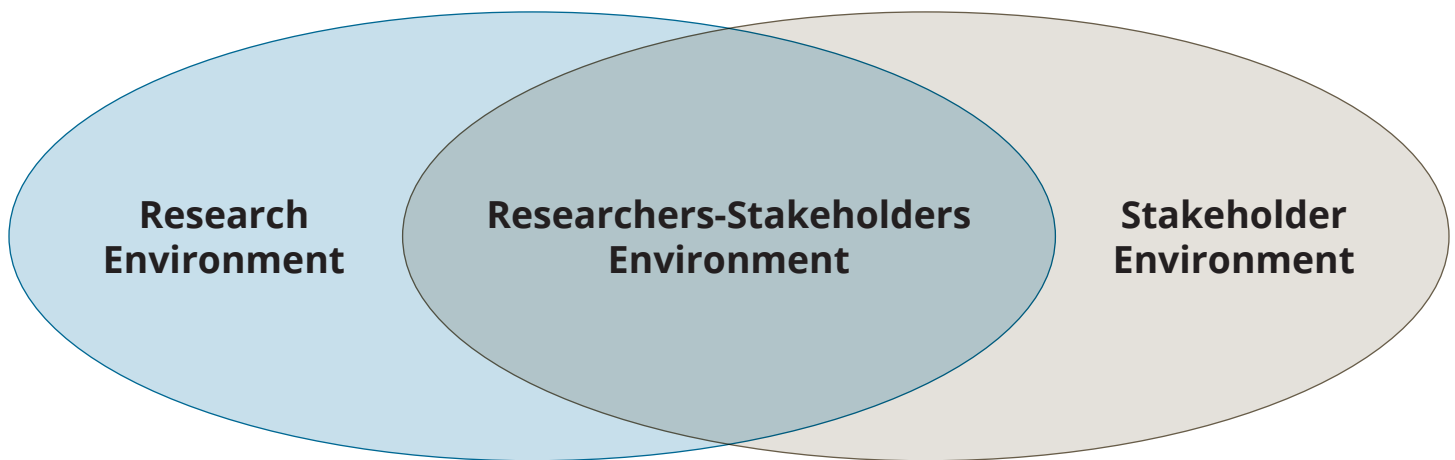 Research
Environment
Researchers-Stakeholders
Environment
Stakeholder
Environment